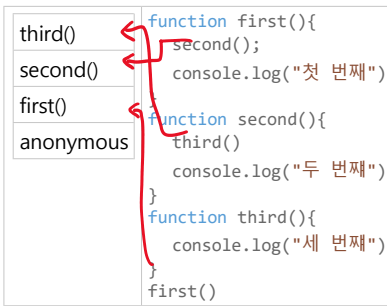 third()
second()
first()
anonymous
function first(){
second();
console.log("첫 번째")
}
function second(){
third()
console.log("두 번째")
}
function third(){
console.log("세 번쨰")
}
first()